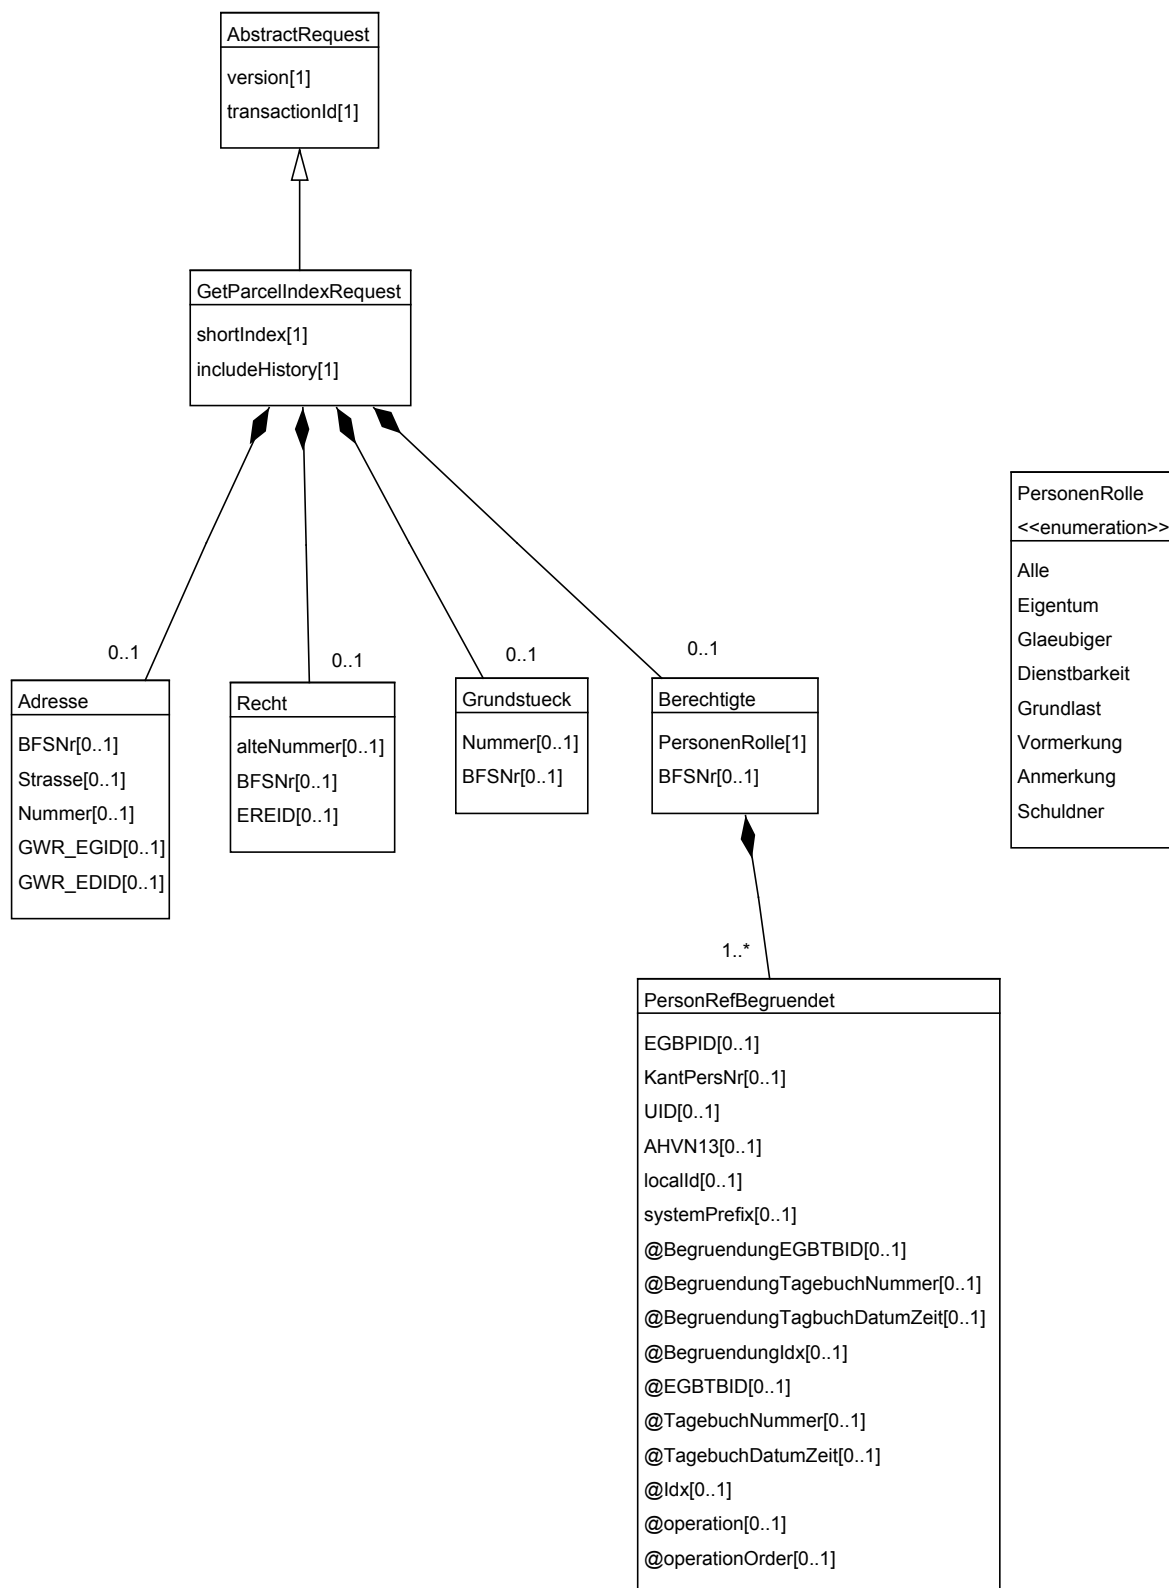 AbstractRequest
version[1]
transactionId[1]
GetParcelIndexRequest
shortIndex[1]
includeHistory[1]
0..1
0..1
0..1
0..1
Adresse
BFSNr[0..1]
Strasse[0..1]
Nummer[0..1]
GWR_EGID[0..1]
GWR_EDID[0..1]
Recht
alteNummer[0..1]
BFSNr[0..1]
EREID[0..1]
Grundstueck
Nummer[0..1]
BFSNr[0..1]
Berechtigte
PersonenRolle[1]
BFSNr[0..1]
PersonenRolle
<<enumeration>>
Alle
Eigentum
Glaeubiger
Dienstbarkeit
Grundlast
Vormerkung
Anmerkung
Schuldner
1..*
PersonRefBegruendet
EGBPID[0..1]
KantPersNr[0..1]
UID[0..1]
AHVN13[0..1]
localId[0..1]
systemPrefix[0..1]
@BegruendungEGBTBID[0..1]
@BegruendungTagebuchNummer[0..1]
@BegruendungTagbuchDatumZeit[0..1]
@BegruendungIdx[0..1]
@EGBTBID[0..1]
@TagebuchNummer[0..1]
@TagebuchDatumZeit[0..1]
@Idx[0..1]
@operation[0..1]
@operationOrder[0..1]